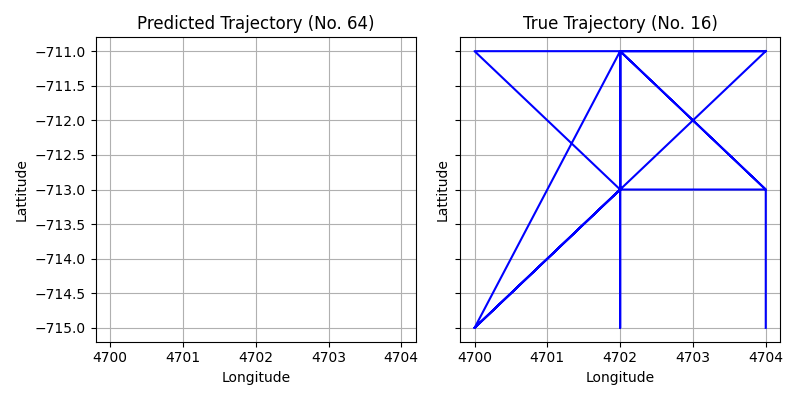 Predicted Trajectory (No. 64)
True Trajectory (No. 16)
Lattitude
−711.0
−711.5
−712.0
−712.5
−713.0
−713.5
−714.0
−714.5
−715.0
4700 4701 4702 4703 4704
Longitude
Lattitude
4700 4701 4702 4703 4704
Longitude